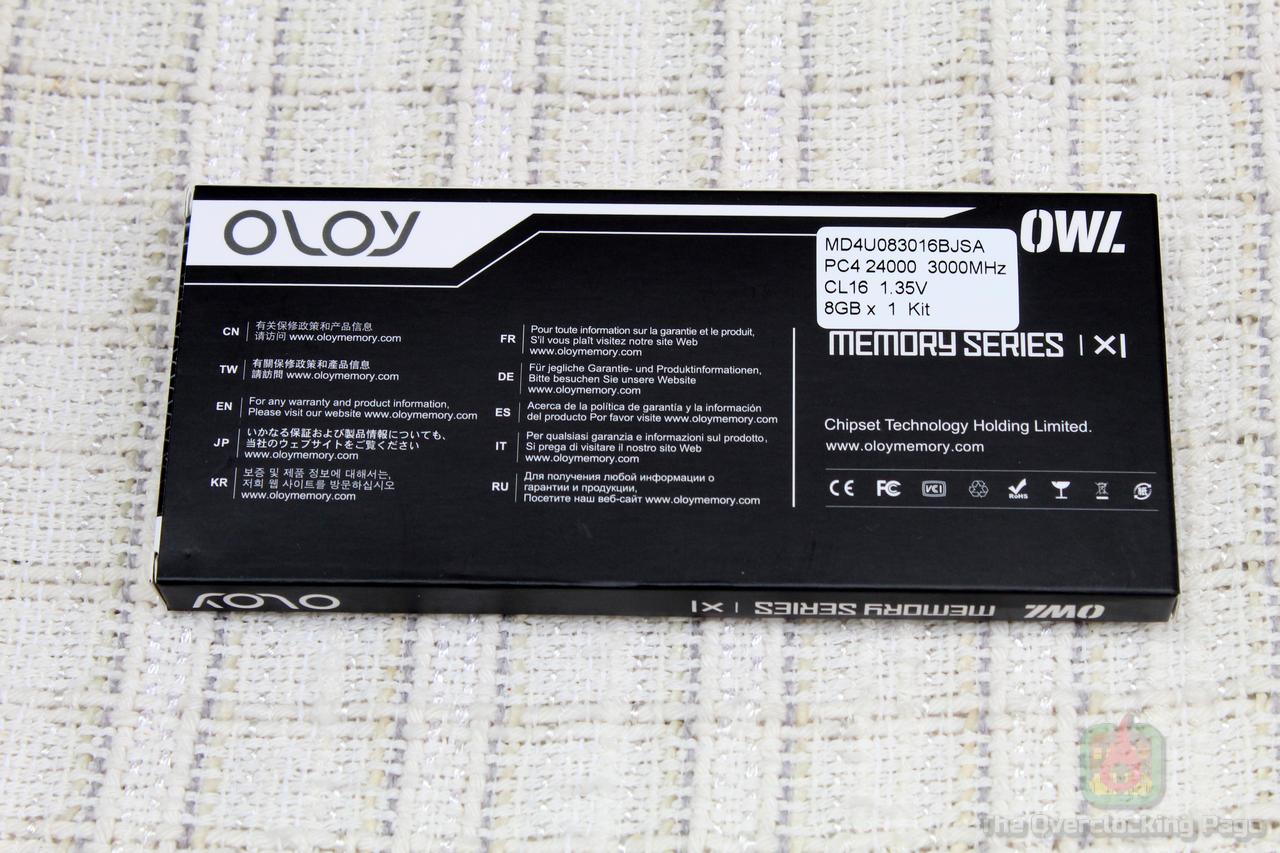 OLOY
OWL
MD4U083016BJSA
PC4 24000 3000MHz
CL16 1.35V
8GB x 1 Kit
MEMORY SERIES | X|
Chipset Technology Holding Limited.
www.oloymemory.com
CE FC VCI RoHS
CN
有关保修政策和产品信息
请访问 www.oloymemory.com
TW
有關保修政策和產品信息
請訪問 www.oloymemory.com
EN
For any warranty and product information,
Please visit our website www.oloymemory.com
JP
いかなる保証および製品情報についても、
当社のウェブサイトをご覧ください
www.oloymemory.com
KR
보증 및 제품 정보에 대해서는,
저희 웹 사이트를 방문하십시오
www.oloymemory.com
FR
Pour toute information sur la garantie et le produit,
S'il vous plaît visitez notre site Web
www.oloymemory.com
DE
Für jegliche Garantie- und Produktinformationen,
Bitte besuchen Sie unsere Website
www.oloymemory.com
ES
Acerca de la política de garantía y la información
del producto Por favor visite www.oloymemory.com
IT
Per qualsiasi garanzia e informazioni sul prodotto,
Si prega di visitare il nostro sito Web
www.oloymemory.com
RU
Для получения любой информации о
гарантии и продукции,
Посетите наш веб-сайт www.oloymemory.com
OLOY
OWL MEMORY SERIES | X|
The Overclocking Page